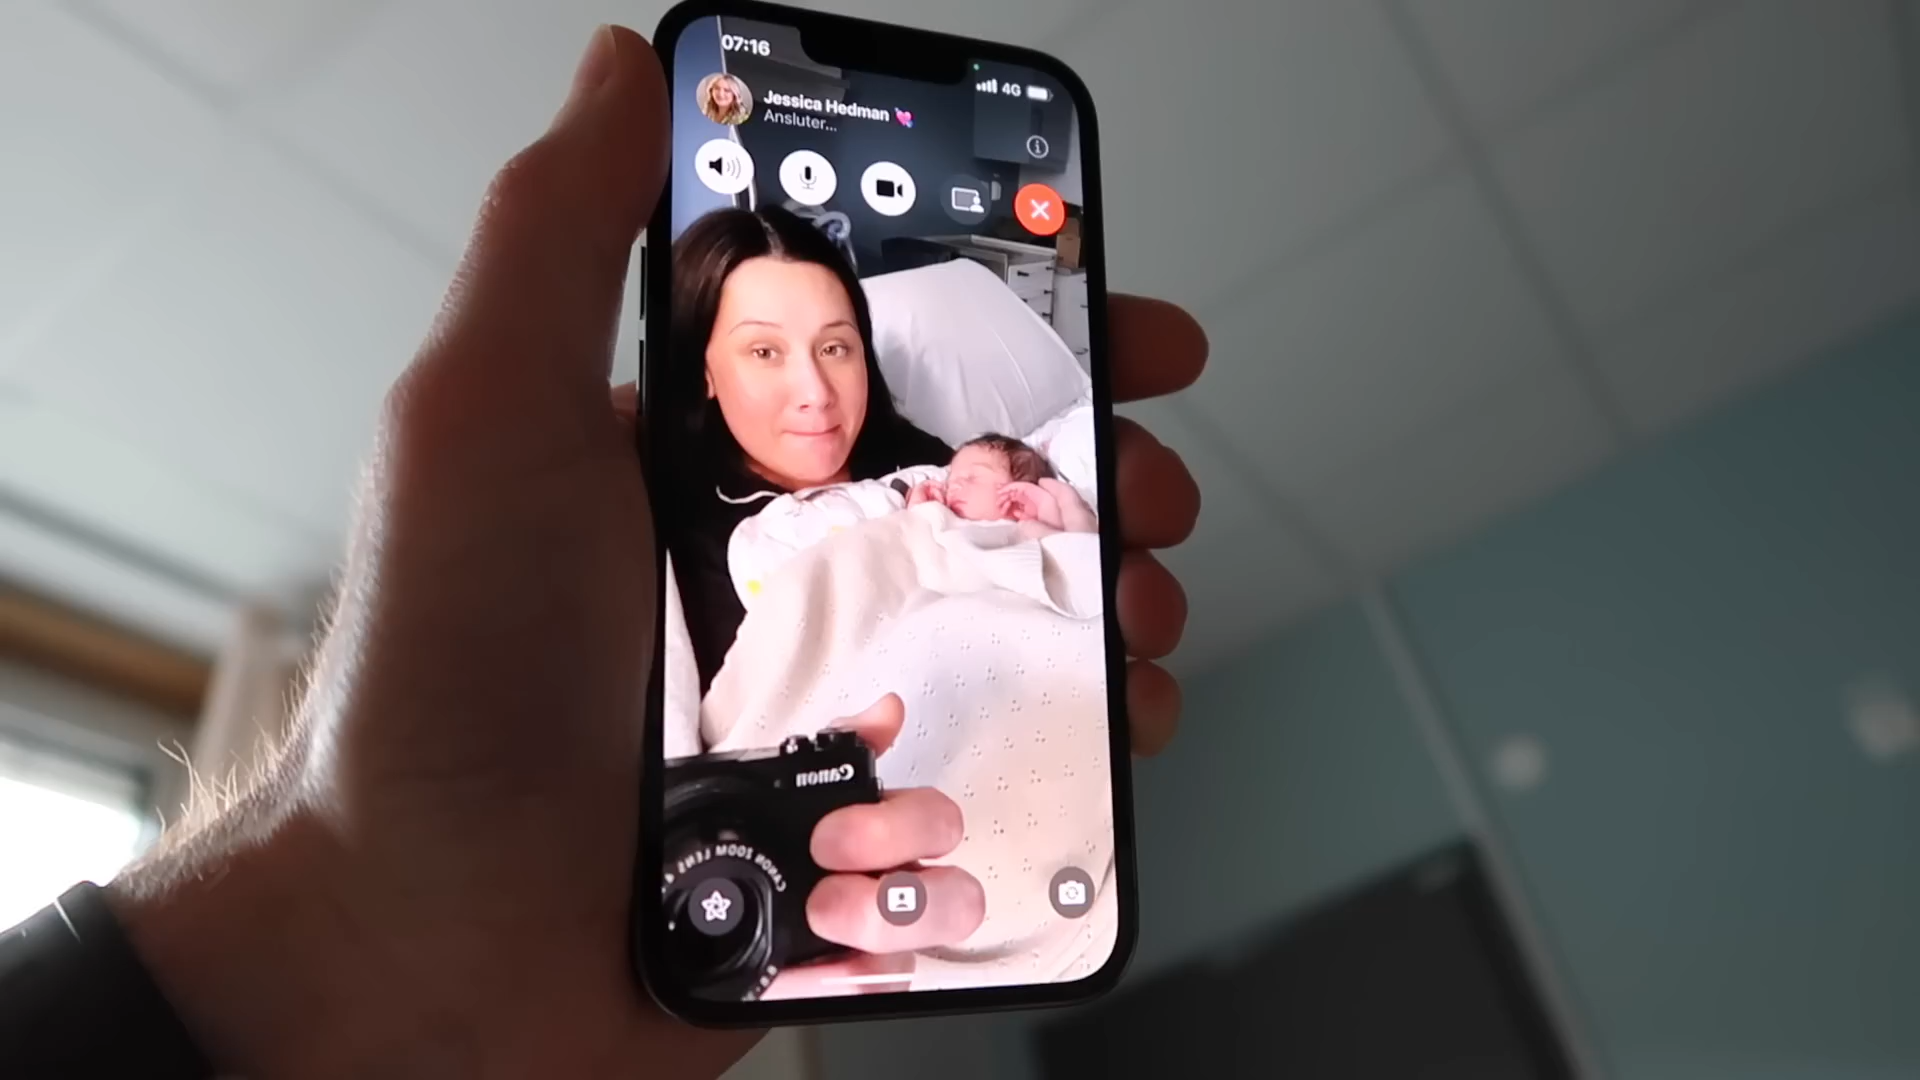 07:16
4G
Jessica Hedman 💘
Ansluter...
Canon
CANON ZOOM LENS